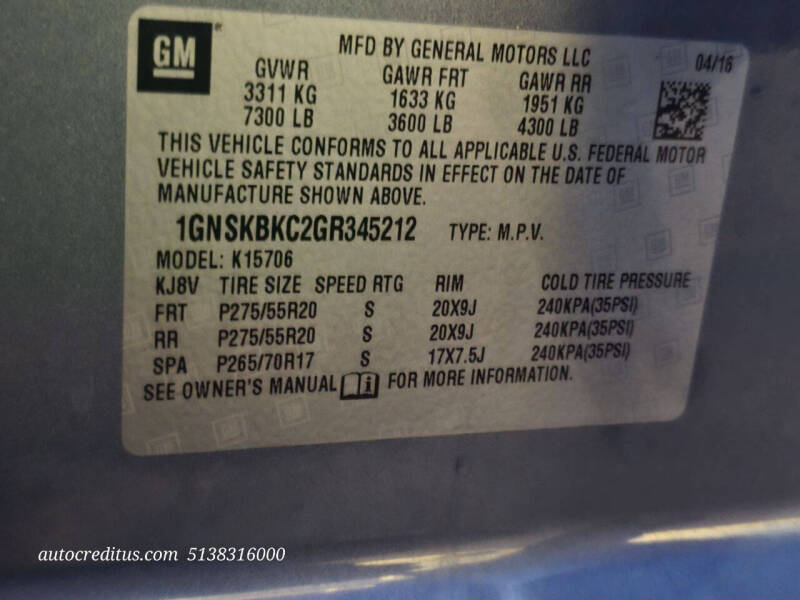 GM
MFD BY GENERAL MOTORS LLC
04/16
GVWR GAWR FRT GAWR RR
3311 KG 1633 KG 1951 KG
7300 LB 3600 LB 4300 LB
THIS VEHICLE CONFORMS TO ALL APPLICABLE U.S. FEDERAL MOTOR
VEHICLE SAFETY STANDARDS IN EFFECT ON THE DATE OF
MANUFACTURE SHOWN ABOVE.
1GNSKBKC2GR345212 TYPE: M.P.V.
MODEL: K15706
KJ8V TIRE SIZE SPEED RTG RIM COLD TIRE PRESSURE
FRT P275/55R20 S 20X9J 240KPA(35PSI)
RR P275/55R20 S 20X9J 240KPA(35PSI)
SPA P265/70R17 S 17X7.5J 240KPA(35PSI)
SEE OWNER'S MANUAL i FOR MORE INFORMATION.
autocreditus.com 5138316000